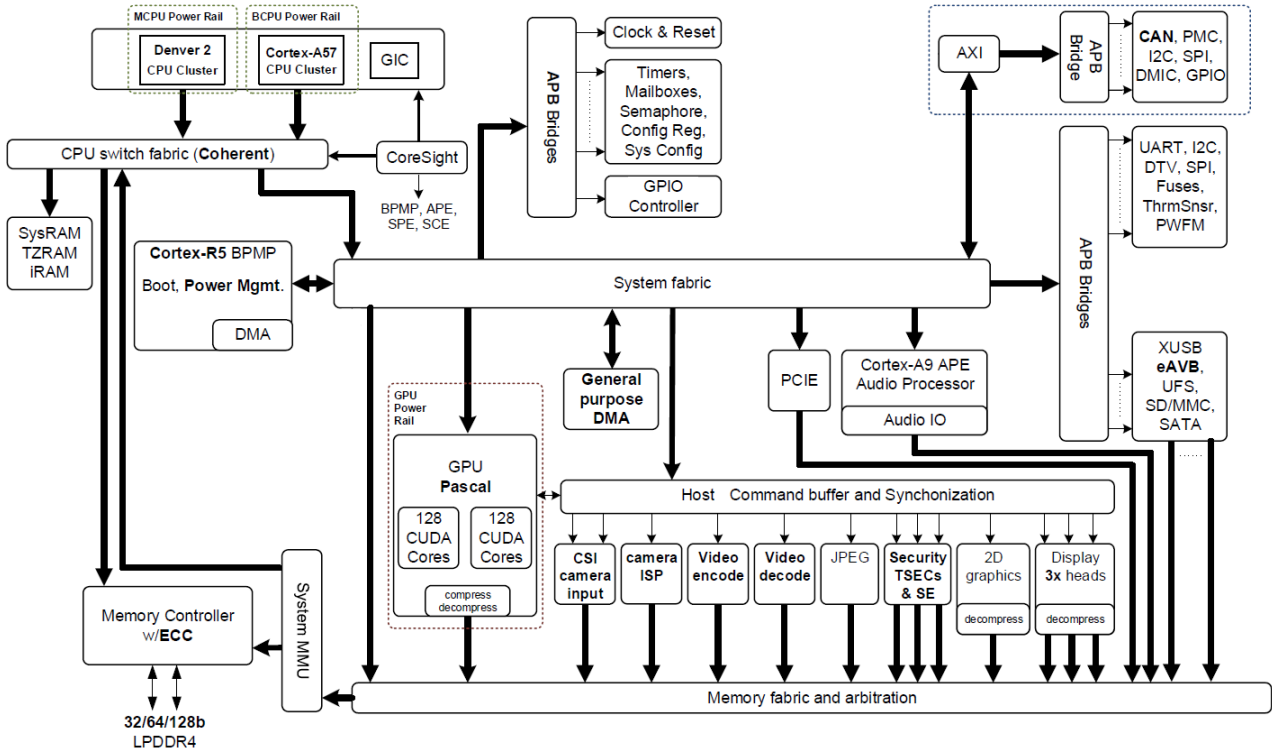 MCPU Power Rail
BCPU Power Rail
Denver 2
CPU Cluster
Cortex-A57
CPU Cluster
GIC
CPU switch fabric (Coherent)
CoreSight
BPMP, APE,
SPE, SCE
SysRAM
TZRAM
iRAM
Cortex-R5 BPMP
Boot, Power Mgmt.
DMA
APB Bridges
Clock & Reset
Timers,
Mailboxes,
Semaphore,
Config Reg,
Sys Config
GPIO
Controller
AXI
APB
Bridge
CAN, PMC,
I2C, SPI,
DMIC, GPIO
APB Bridges
UART, I2C,
DTV, SPI,
Fuses,
ThrmSnsr,
PWFM
XUSB
eAVB,
UFS,
SD/MMC,
SATA
System fabric
General
purpose
DMA
PCIE
Cortex-A9 APE
Audio Processor
Audio IO
GPU
Power
Rail
GPU
Pascal
128
CUDA
Cores
128
CUDA
Cores
compress
decompress
Host Command buffer and Synchonization
CSI
camera
input
camera
ISP
Video
encode
Video
decode
JPEG
Security
TSECs
& SE
2D
graphics
decompress
Display
3x heads
decompress
Memory Controller
w/ECC
System MMU
Memory fabric and arbitration
32/64/128b
LPDDR4